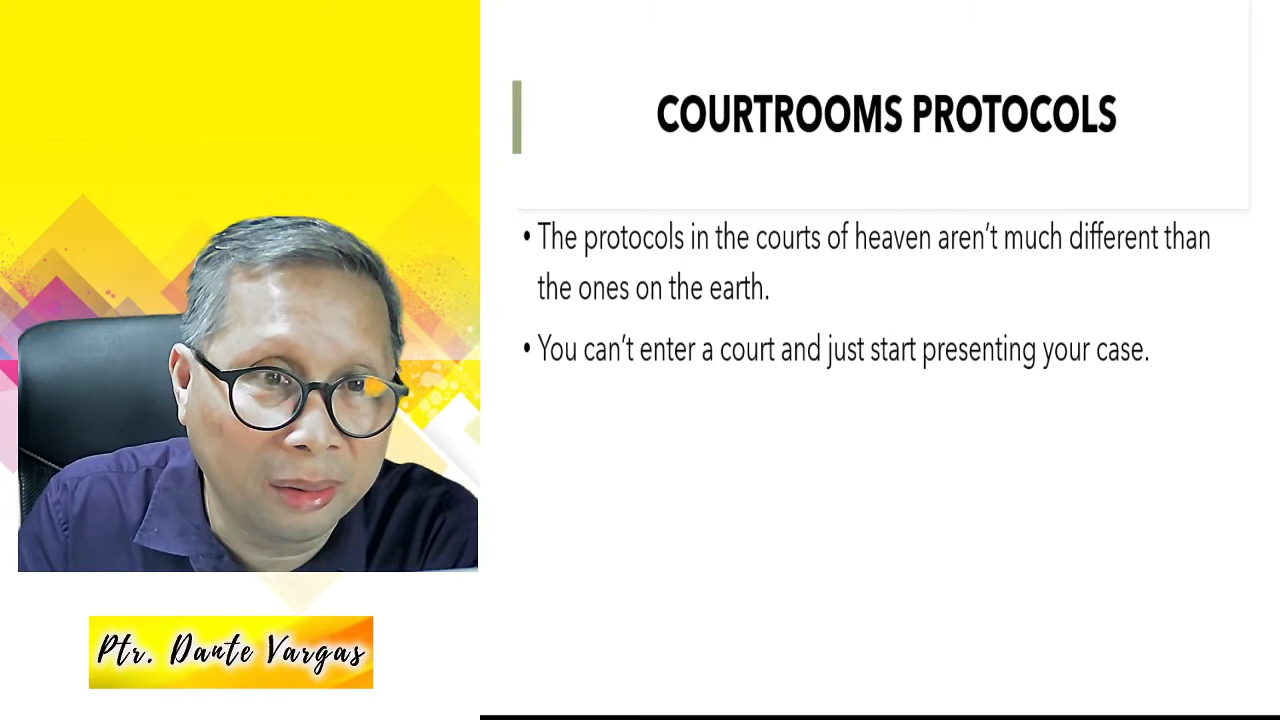 COURTROOMS PROTOCOLS
• The protocols in the courts of heaven aren’t much different than
the ones on the earth.
• You can’t enter a court and just start presenting your case.
Ptr. Dante Vargas